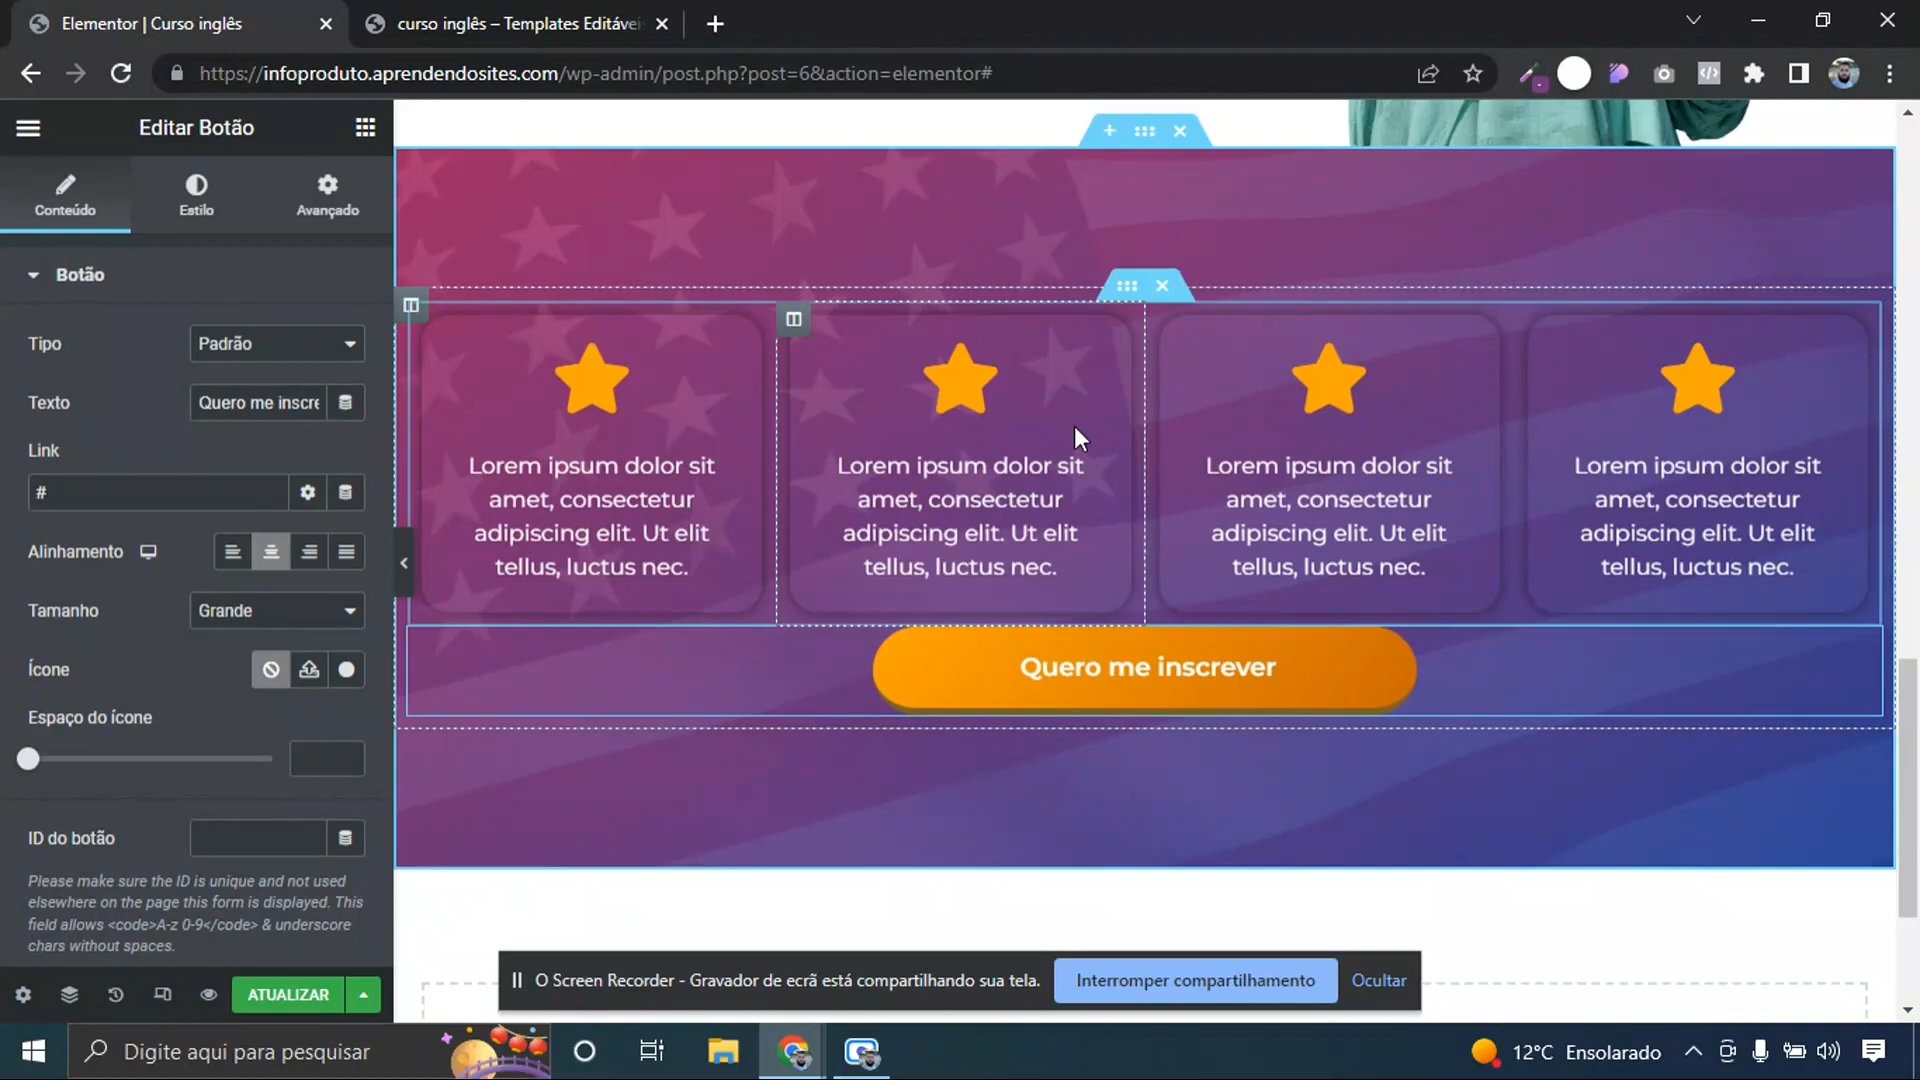 Elementor | Curso inglês
curso inglês – Templates Editávei
https://infoproduto.aprendendosites.com/wp-admin/post.php?post=6&action=elementor#
Editar Botão
Conteúdo
Estilo
Avançado
Botão
Tipo
Padrão
Texto
Quero me inscre
Link
#
Alinhamento
Tamanho
Grande
Ícone
Espaço do ícone
ID do botão
Please make sure the ID is unique and not used
elsewhere on the page this form is displayed. This
field allows <code>A-z 0-9</code> & underscore
chars without spaces.
ATUALIZAR
Lorem ipsum dolor sit
amet, consectetur
adipiscing elit. Ut elit
tellus, luctus nec.
Lorem ipsum dolor sit
amet, consectetur
adipiscing elit. Ut elit
tellus, luctus nec.
Lorem ipsum dolor sit
amet, consectetur
adipiscing elit. Ut elit
tellus, luctus nec.
Lorem ipsum dolor sit
amet, consectetur
adipiscing elit. Ut elit
tellus, luctus nec.
Quero me inscrever
O Screen Recorder - Gravador de ecrã está compartilhando sua tela.
Interromper compartilhamento
Ocultar
Digite aqui para pesquisar
12°C Ensolarado